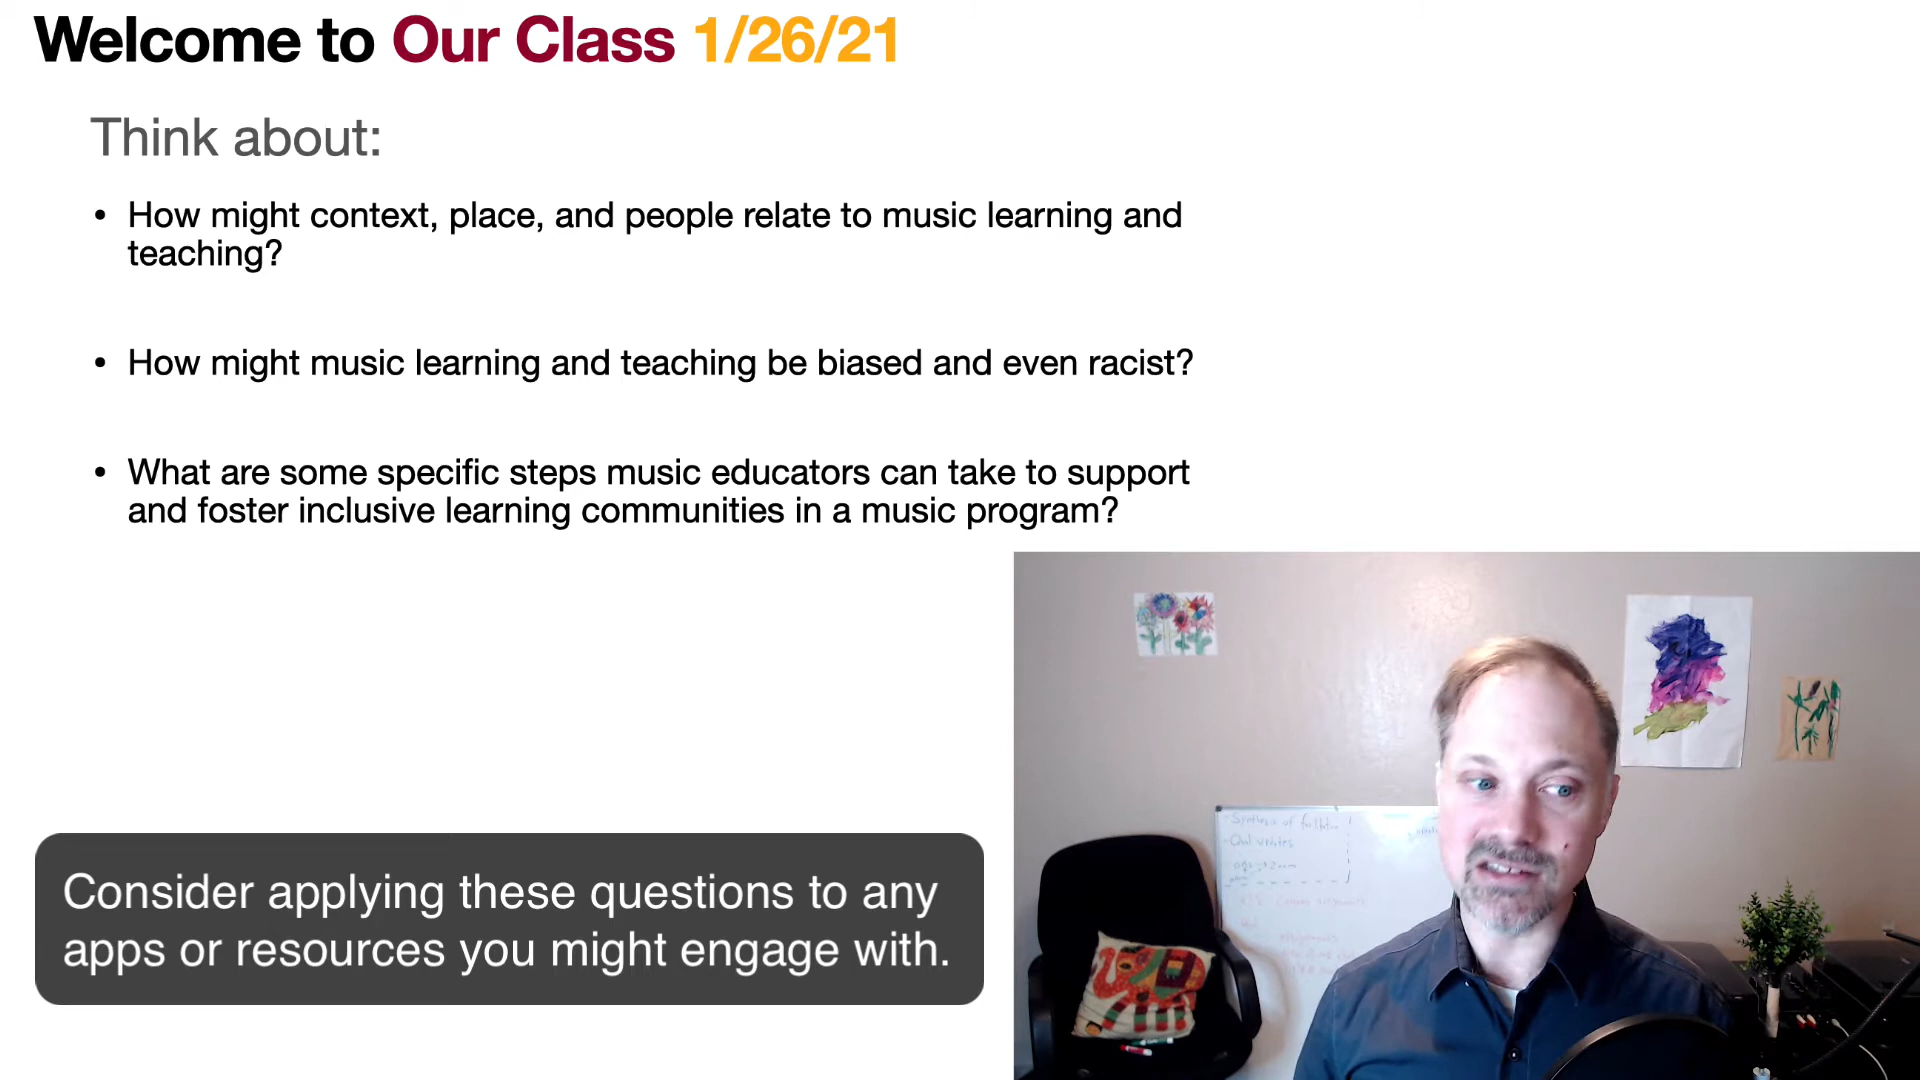 Welcome to Our Class 1/26/21
Think about:
• How might context, place, and people relate to music learning and
teaching?
• How might music learning and teaching be biased and even racist?
• What are some specific steps music educators can take to support
and foster inclusive learning communities in a music program?
Consider applying these questions to any
apps or resources you might engage with.
Synthesis of